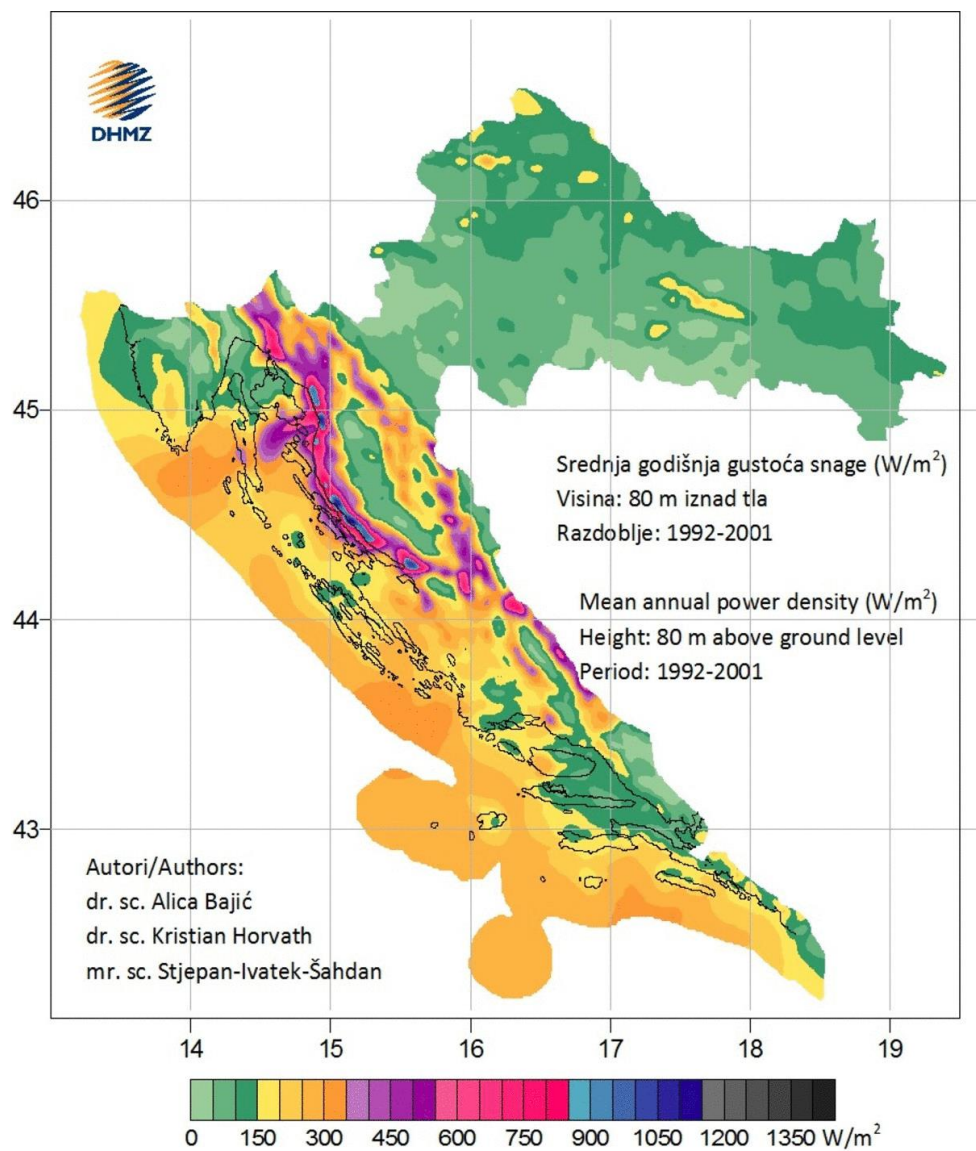 DHMZ
46
45
44
43
Srednja godišnja gustoća snage (W/m²)
Visina: 80 m iznad tla
Razdoblje: 1992-2001
Mean annual power density (W/m²)
Height: 80 m above ground level
Period: 1992-2001
Autori/Authors:
dr. sc. Alica Bajić
dr. sc. Kristian Horvath
mr. sc. Stjepan-Ivatek-Šahdan
14 15 16 17 18 19
0 150 300 450 600 750 900 1050 1200 1350 W/m²